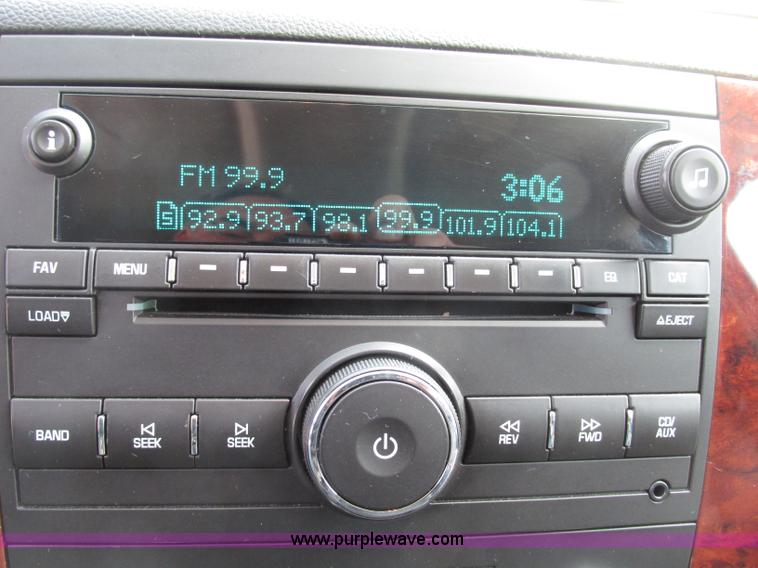 i
FM 99.9
3:06
5 92.9 93.7 98.1 99.9 101.9 104.1
FAV
MENU
EQ
CAT
LOAD
EJECT
BAND
SEEK
SEEK
REV
FWD
CD/
AUX
www.purplewave.com